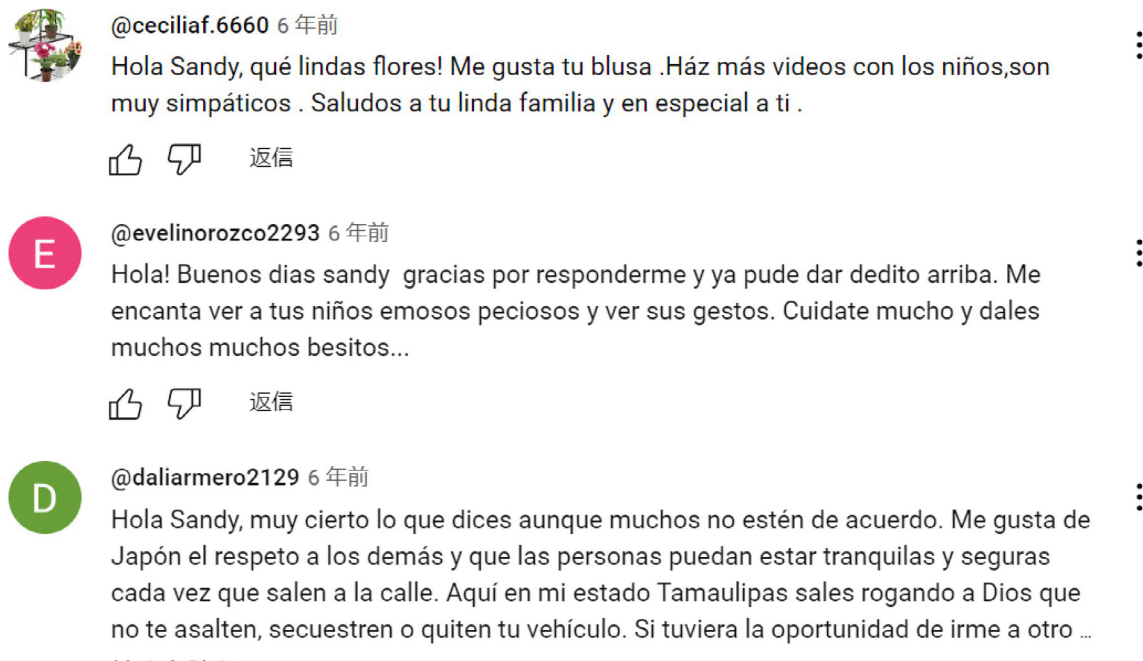 @ceciliaf.6660 6 年前
Hola Sandy, qué lindas flores! Me gusta tu blusa .Ház más videos con los niños,son
muy simpáticos . Saludos a tu linda familia y en especial a ti .
返信
E
@evelinorozco2293 6 年前
Hola! Buenos dias sandy  gracias por responderme y ya pude dar dedito arriba. Me
encanta ver a tus niños emosos peciosos y ver sus gestos. Cuidate mucho y dales
muchos muchos besitos...
返信
D
@daliarmero2129 6 年前
Hola Sandy, muy cierto lo que dices aunque muchos no estén de acuerdo. Me gusta de
Japón el respeto a los demás y que las personas puedan estar tranquilas y seguras
cada vez que salen a la calle. Aquí en mi estado Tamaulipas sales rogando a Dios que
no te asalten, secuestren o quiten tu vehículo. Si tuviera la oportunidad de irme a otro ...